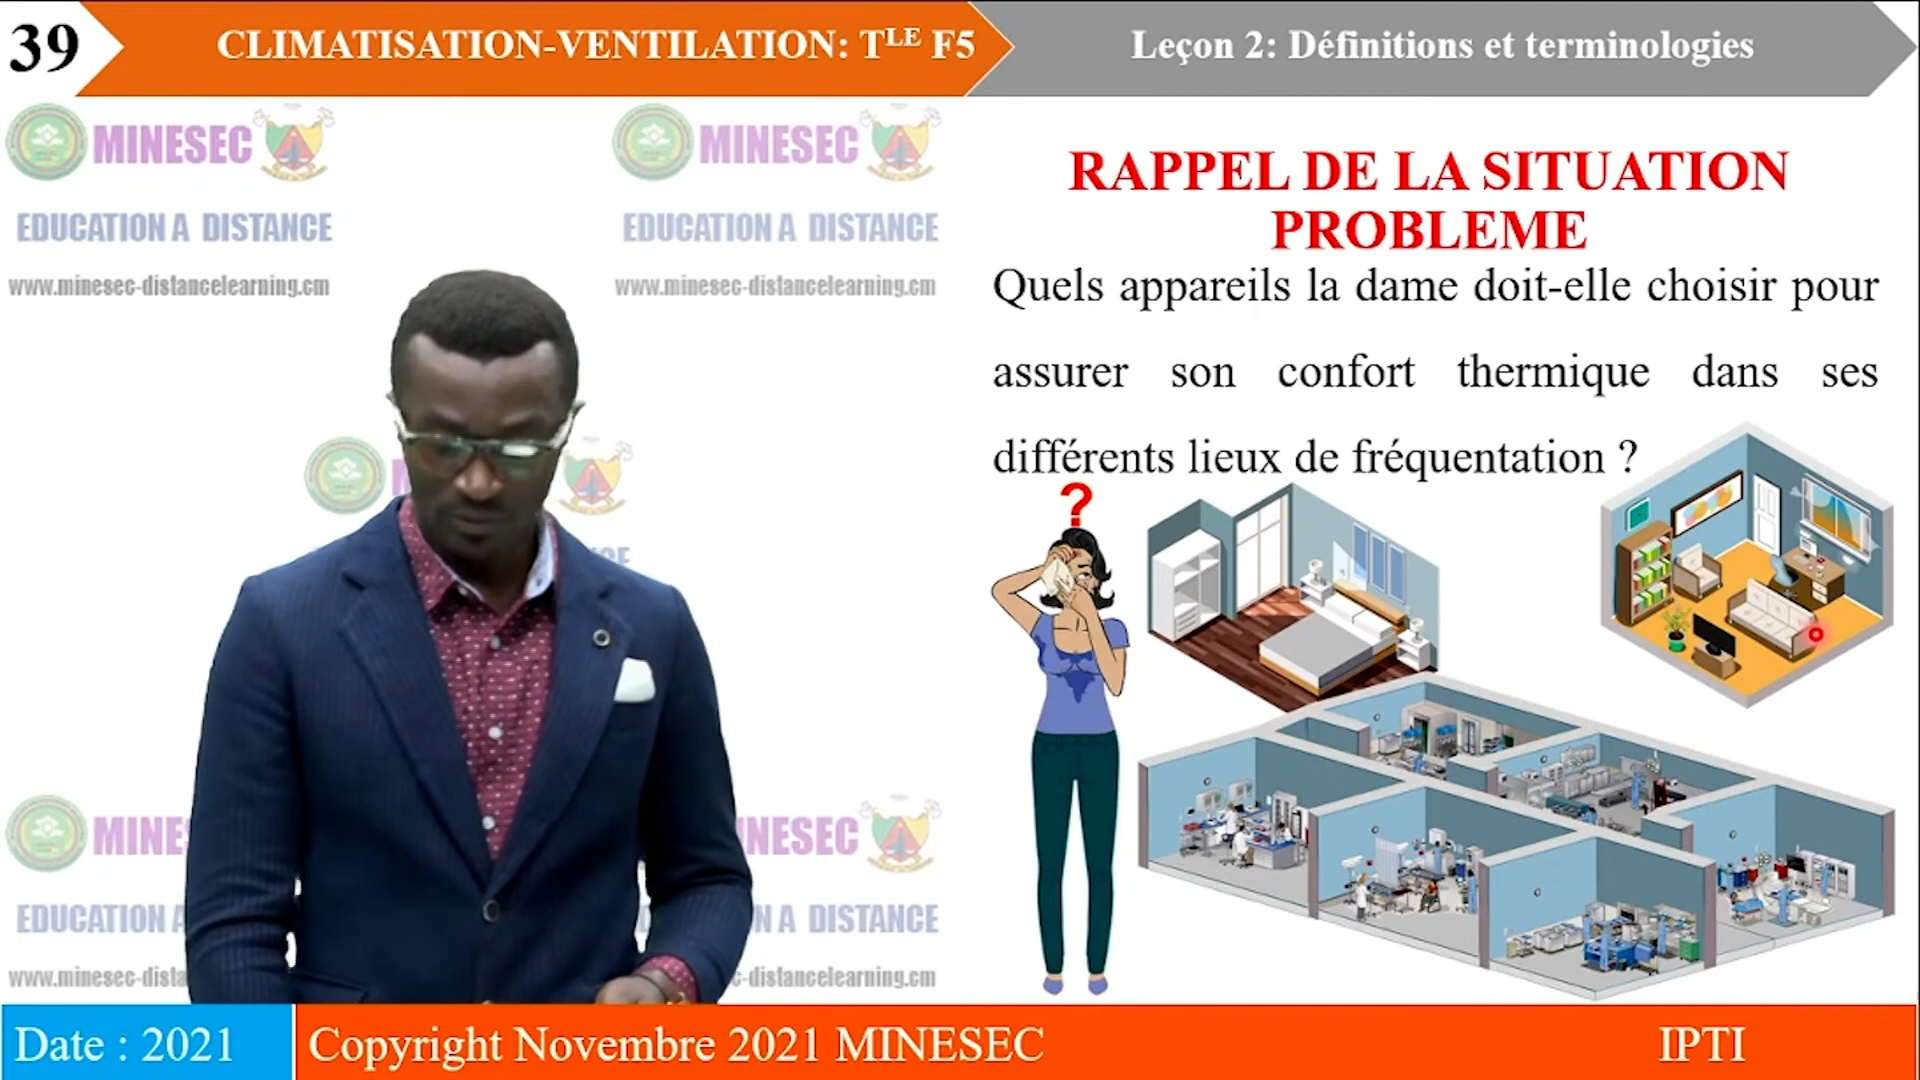 39
CLIMATISATION-VENTILATION: TLE F5
Leçon 2: Définitions et terminologies
MINESEC
EDUCATION A DISTANCE
www.minesec-distancelearning.cm
MINESEC
EDUCATION A DISTANCE
www.minesec-distancelearning.cm
RAPPEL DE LA SITUATION
PROBLEME
Quels appareils la dame doit-elle choisir pour
assurer son confort thermique dans ses
différents lieux de fréquentation ?
?
MINES
NESEC
EDUCATION A
N A DISTANCE
www.minesec-dista
-distancelearning.cm
Date : 2021
Copyright Novembre 2021 MINESEC
IPTI